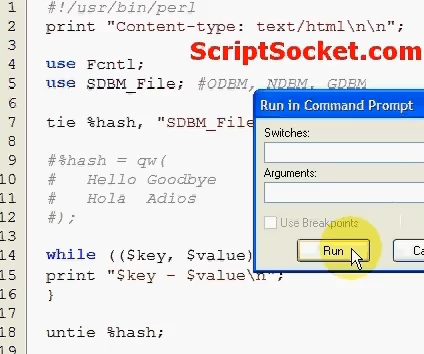 1 #!/usr/bin/perl
2 print "Content-type: text/html\n\n";
ScriptSocket.com
3
4 use Fcntl;
5 use SDBM_File; #ODBM, NDBM, GDBM
6
Run in Command Prompt
7 tie %hash, "SDBM_File
8
Switches:
9 #%hash = qw(
10 # Hello Goodbye
Arguments:
11 # Hola Adios
12 #);
Use Breakpoints
13
14 while (($key, $value)
Run Ca
15 print "$key - $value\n";
16 }
17
18 untie %hash;
19